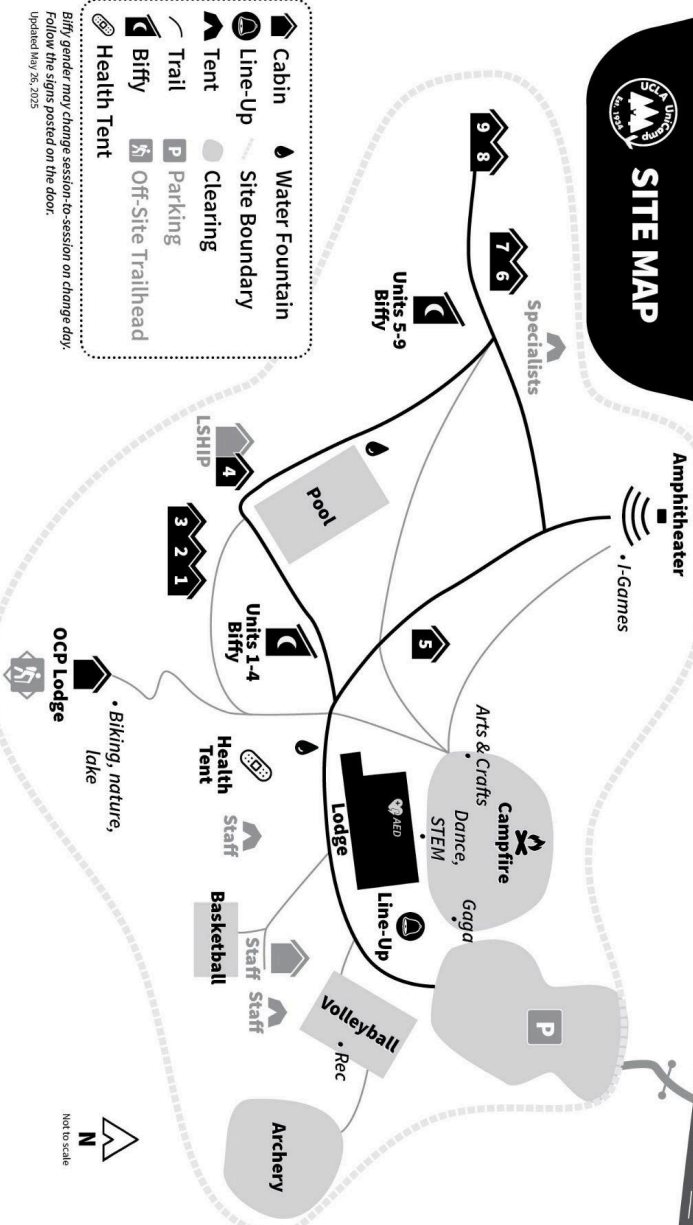 UCLA UniCamp
Est. 1934
SITE MAP
Amphitheater
• I-Games
Specialists
9 8
7 6
Units 5-9
Biffy
5
Arts & Crafts
Campfire
Dance,
STEM
Gaga
P
AED
Lodge
Line-Up
Pool
LSHIP
4
3 2 1
Units 1-4
Biffy
Health
Tent
Staff
Volleyball
• Rec
Staff
Staff
Basketball
Archery
OCP Lodge
• Biking, nature,
lake
N
Not to scale
Cabin
Water Fountain
Line-Up
Site Boundary
Tent
Clearing
Trail
P Parking
Biffy
Off-Site Trailhead
Health Tent
Biffy gender may change session-to-session on change day.
Follow the signs posted on the door.
Updated May 26, 2025